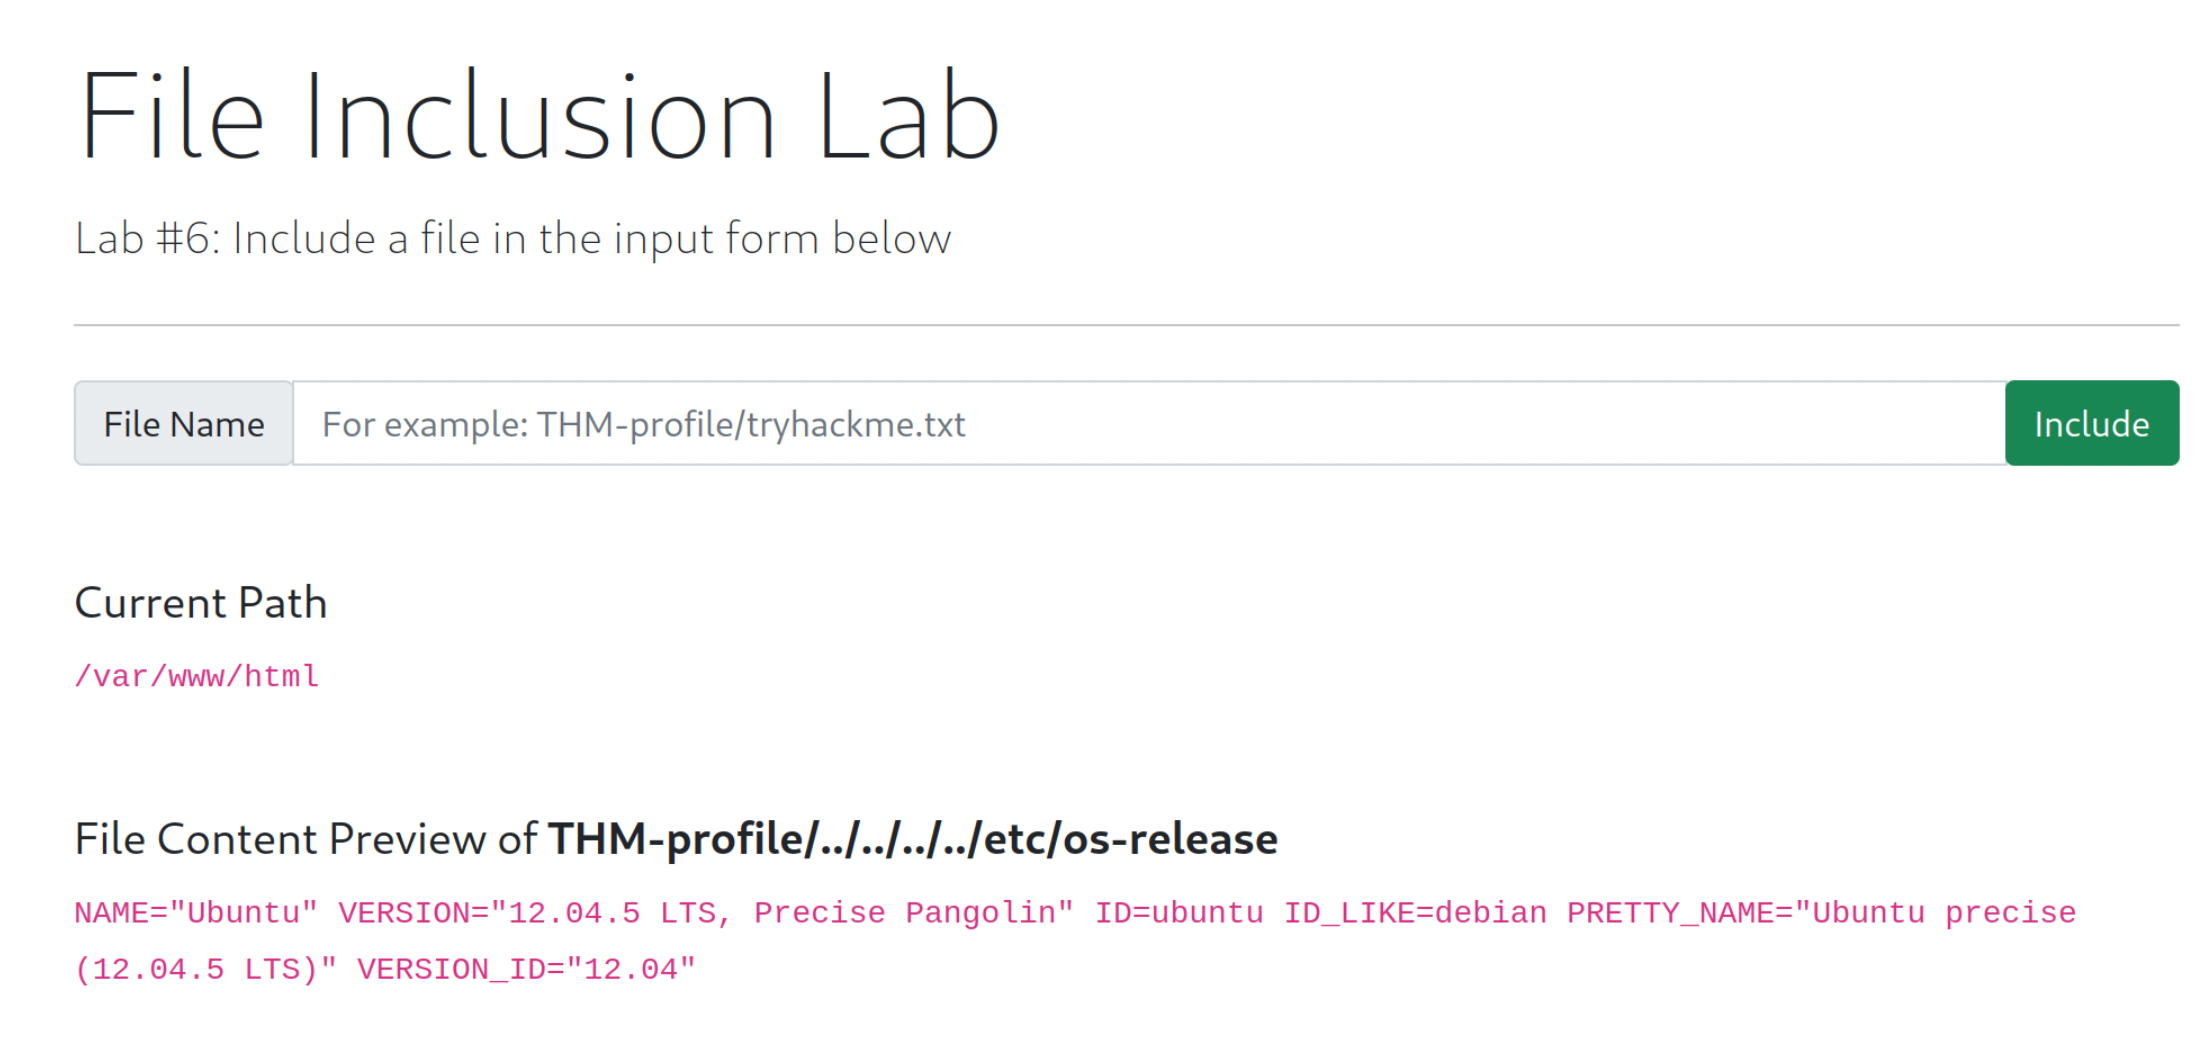 File Inclusion Lab
Lab #6: Include a file in the input form below
File Name For example: THM-profile/tryhackme.txt Include
Current Path
/var/www/html
File Content Preview of THM-profile/../../../../etc/os-release
NAME="Ubuntu" VERSION="12.04.5 LTS, Precise Pangolin" ID=ubuntu ID_LIKE=debian PRETTY_NAME="Ubuntu precise
(12.04.5 LTS)" VERSION_ID="12.04"